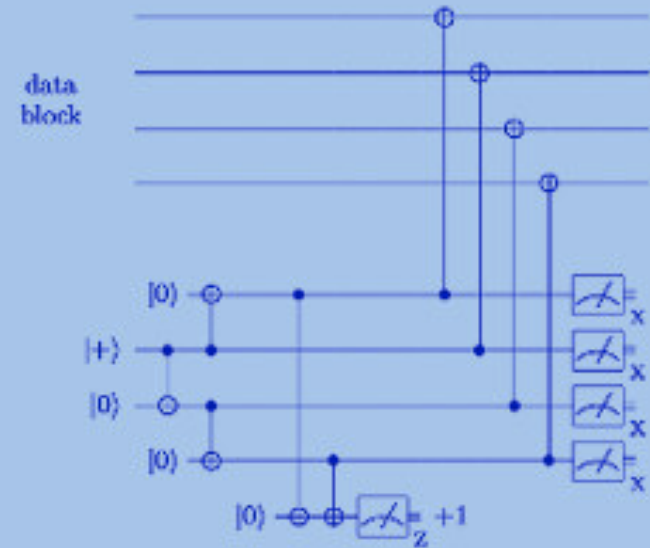 data
block
|0⟩
x
|+⟩
x
|0⟩
x
|0⟩
x
|0⟩
z
+1